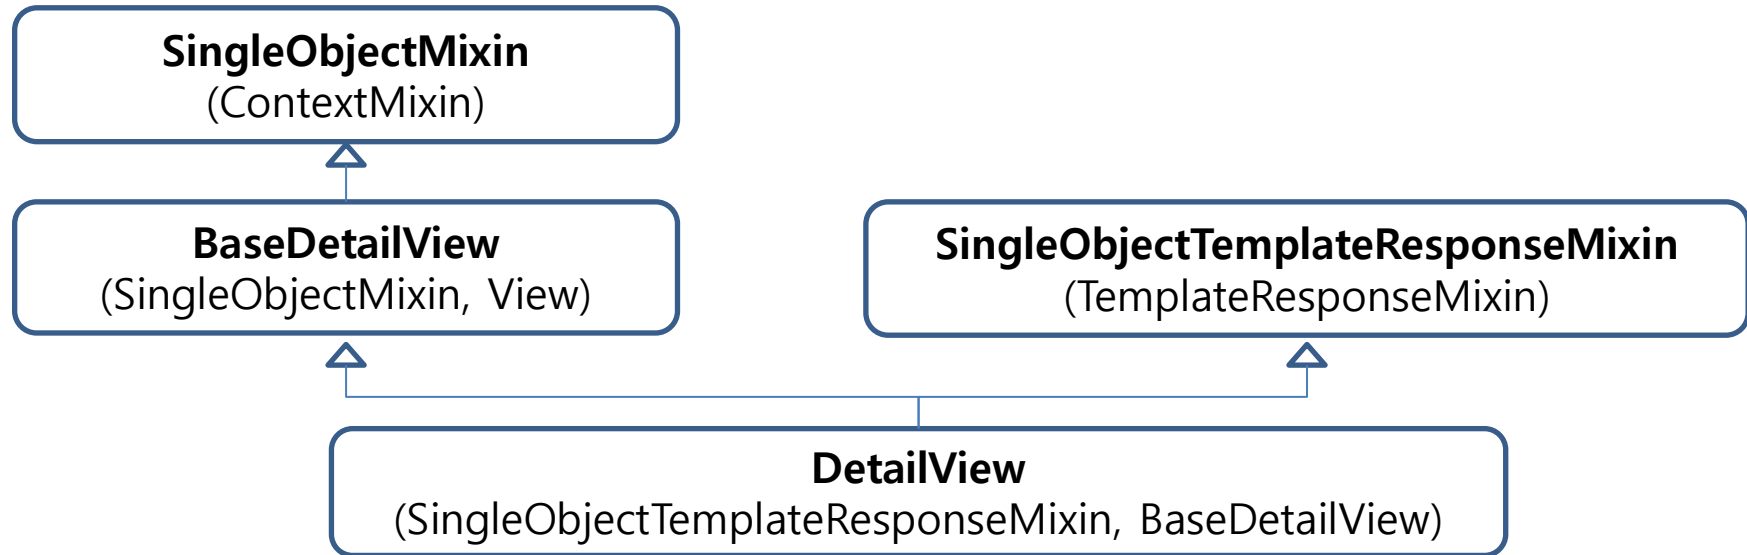 SingleObjectMixin
(ContextMixin)
BaseDetailView
(SingleObjectMixin, View)
SingleObjectTemplateResponseMixin
(TemplateResponseMixin)
DetailView
(SingleObjectTemplateResponseMixin, BaseDetailView)